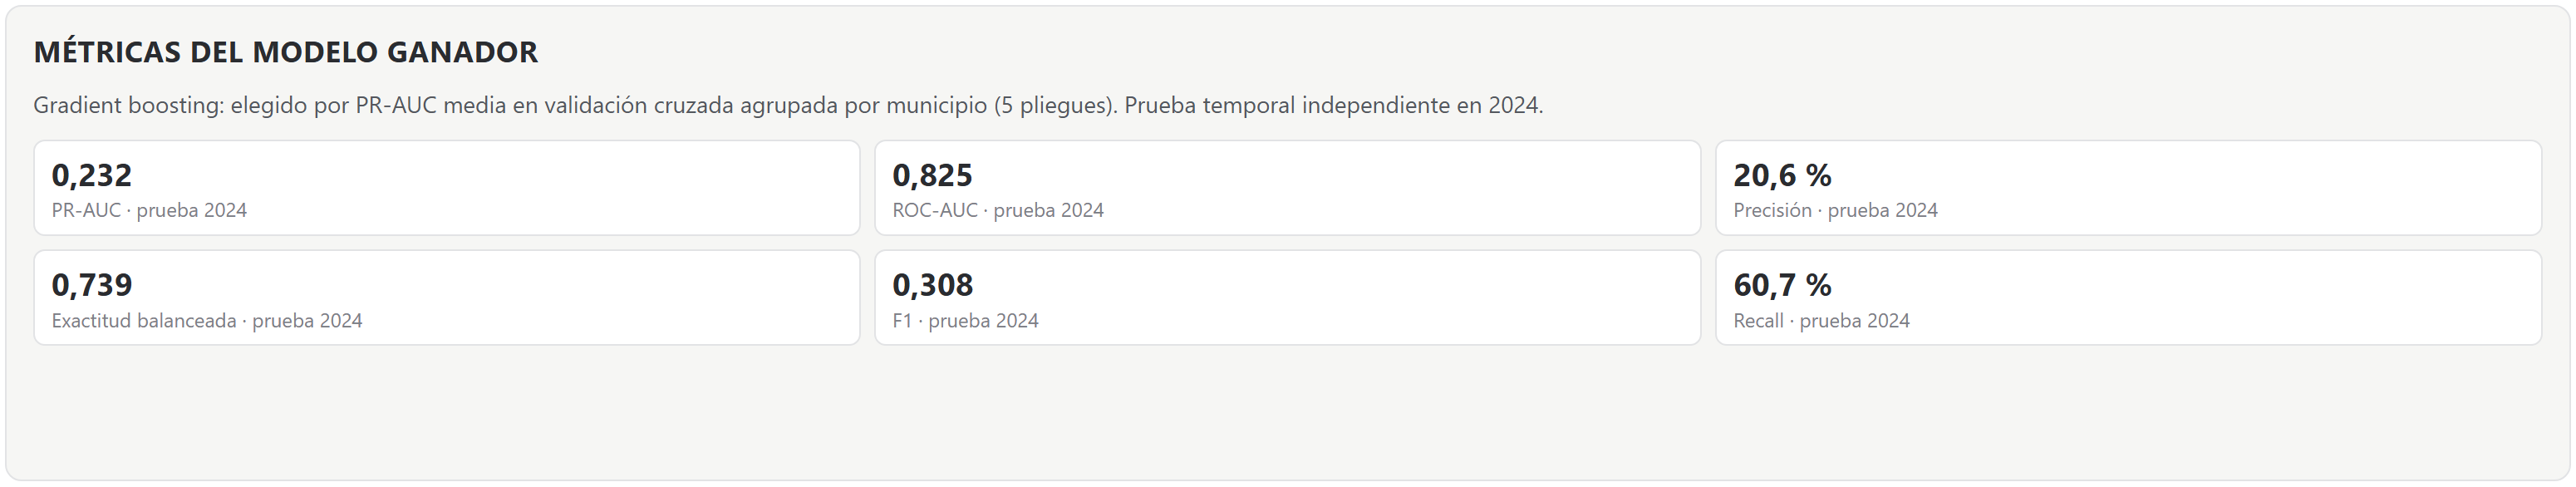 MÉTRICAS DEL MODELO GANADOR
Gradient boosting: elegido por PR-AUC media en validación cruzada agrupada por municipio (5 pliegues). Prueba temporal independiente en 2024.
0,232
PR-AUC · prueba 2024
0,825
ROC-AUC · prueba 2024
20,6 %
Precisión · prueba 2024
0,739
Exactitud balanceada · prueba 2024
0,308
F1 · prueba 2024
60,7 %
Recall · prueba 2024